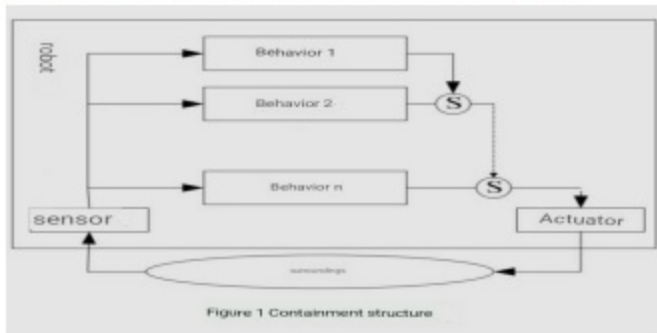 robot
Behavior 1
Behavior 2
S
Behavior n
S
sensor
Actuator
surroundings
Figure 1 Containment structure